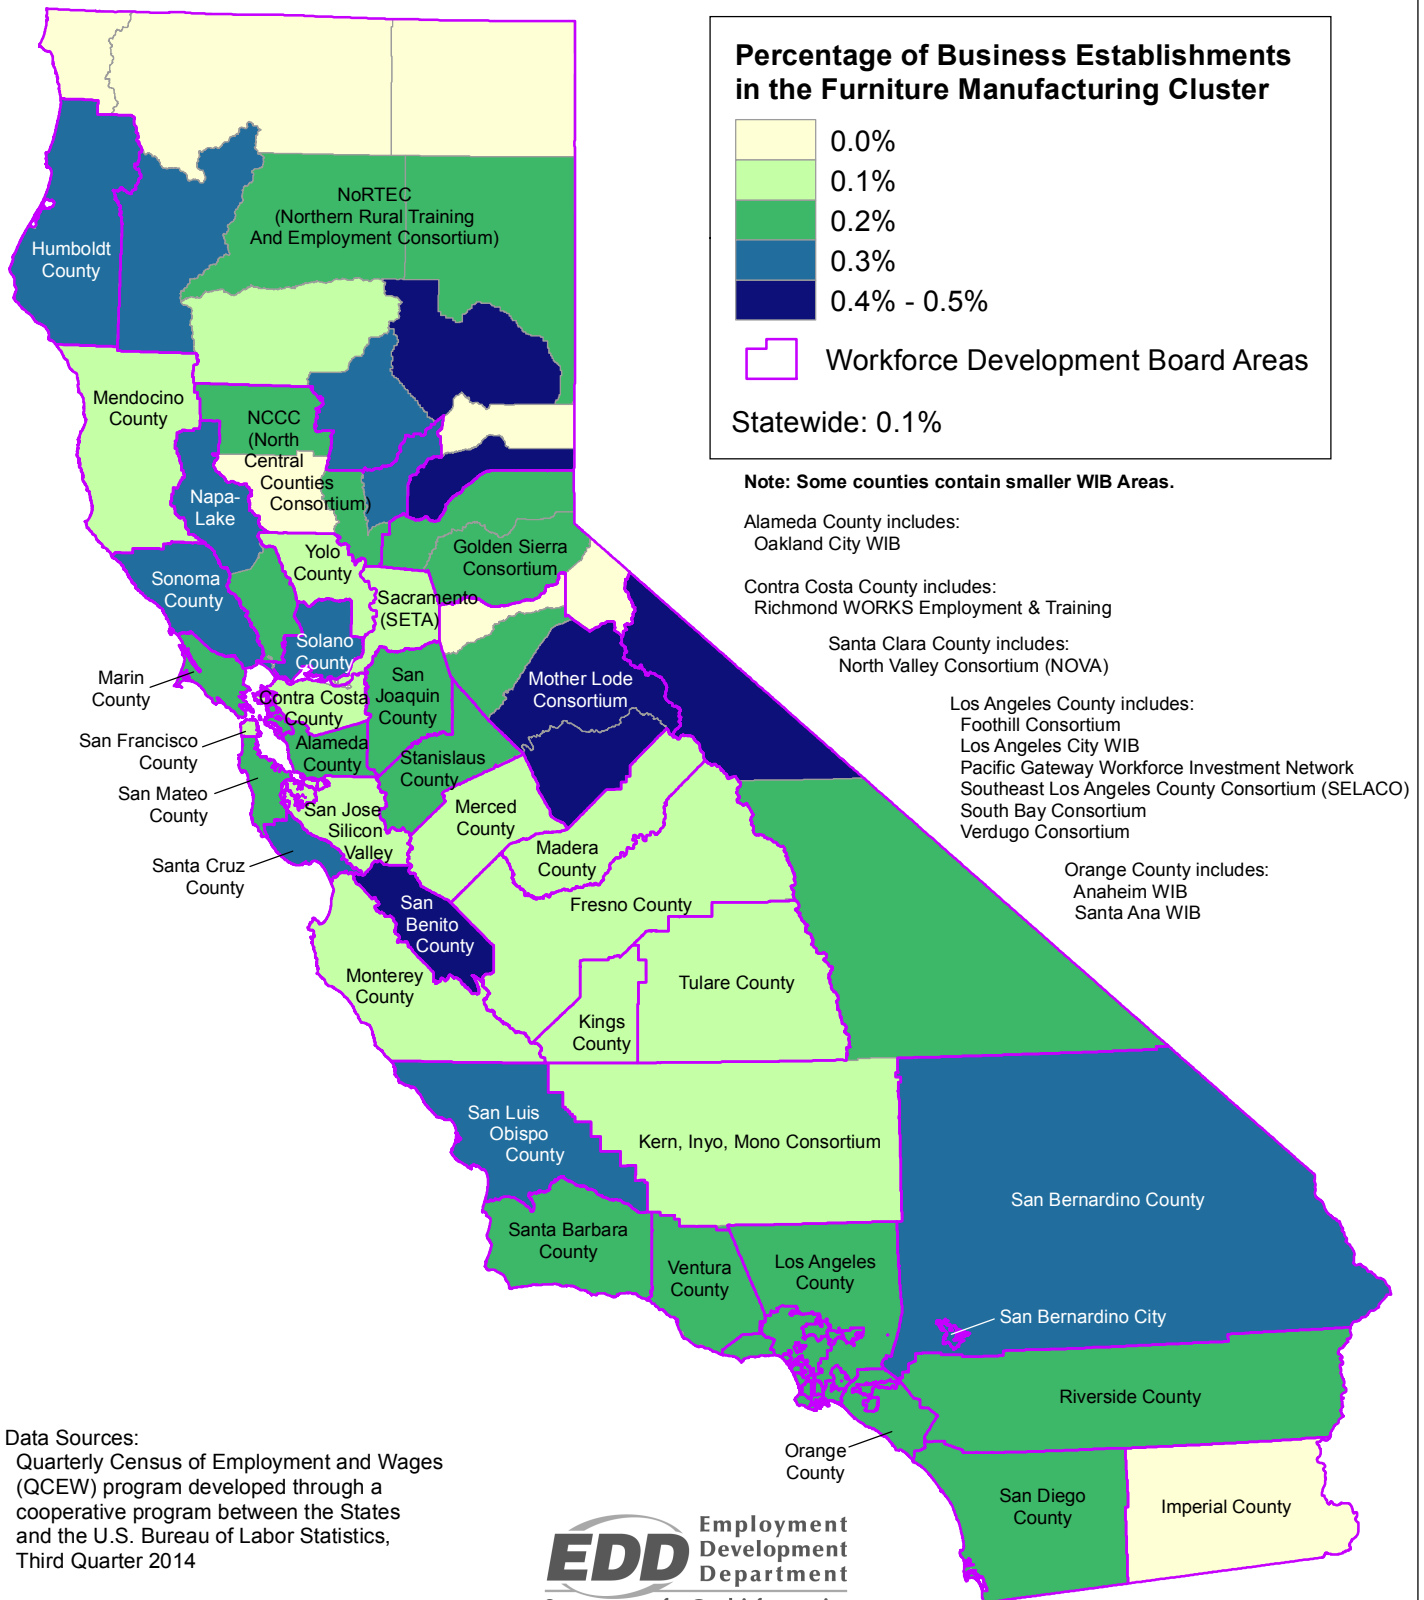 Percentage of Business Establishments
in the Furniture Manufacturing Cluster
0.0%
0.1%
0.2%
0.3%
0.4% - 0.5%
Workforce Development Board Areas
Statewide: 0.1%
Note: Some counties contain smaller WIB Areas.
Alameda County includes:
Oakland City WIB
Contra Costa County includes:
Richmond WORKS Employment & Training
Santa Clara County includes:
North Valley Consortium (NOVA)
Los Angeles County includes:
Foothill Consortium
Los Angeles City WIB
Pacific Gateway Workforce Investment Network
Southeast Los Angeles County Consortium (SELACO)
South Bay Consortium
Verdugo Consortium
Orange County includes:
Anaheim WIB
Santa Ana WIB
NoRTEC
(Northern Rural Training
And Employment Consortium)
Humboldt
County
Mendocino
County
NCCC
(North
Central
Counties
Consortium)
Napa-
Lake
Yolo
County
Golden Sierra
Consortium
Sonoma
County
Sacramento
(SETA)
Solano
County
Marin
County
Contra Costa
County
San
Joaquin
County
Mother Lode
Consortium
San Francisco
County
Alameda
County
Stanislaus
County
San Mateo
County
San Jose
Silicon
Valley
Merced
County
Madera
County
Santa Cruz
County
San
Benito
County
Fresno County
Monterey
County
Tulare County
Kings
County
San Luis
Obispo
County
Kern, Inyo, Mono Consortium
San Bernardino County
Santa Barbara
County
Ventura
County
Los Angeles
County
San Bernardino City
Riverside County
Orange
County
San Diego
County
Imperial County
Data Sources:
Quarterly Census of Employment and Wages
(QCEW) program developed through a
cooperative program between the States
and the U.S. Bureau of Labor Statistics,
Third Quarter 2014
EDD
Employment
Development
Department